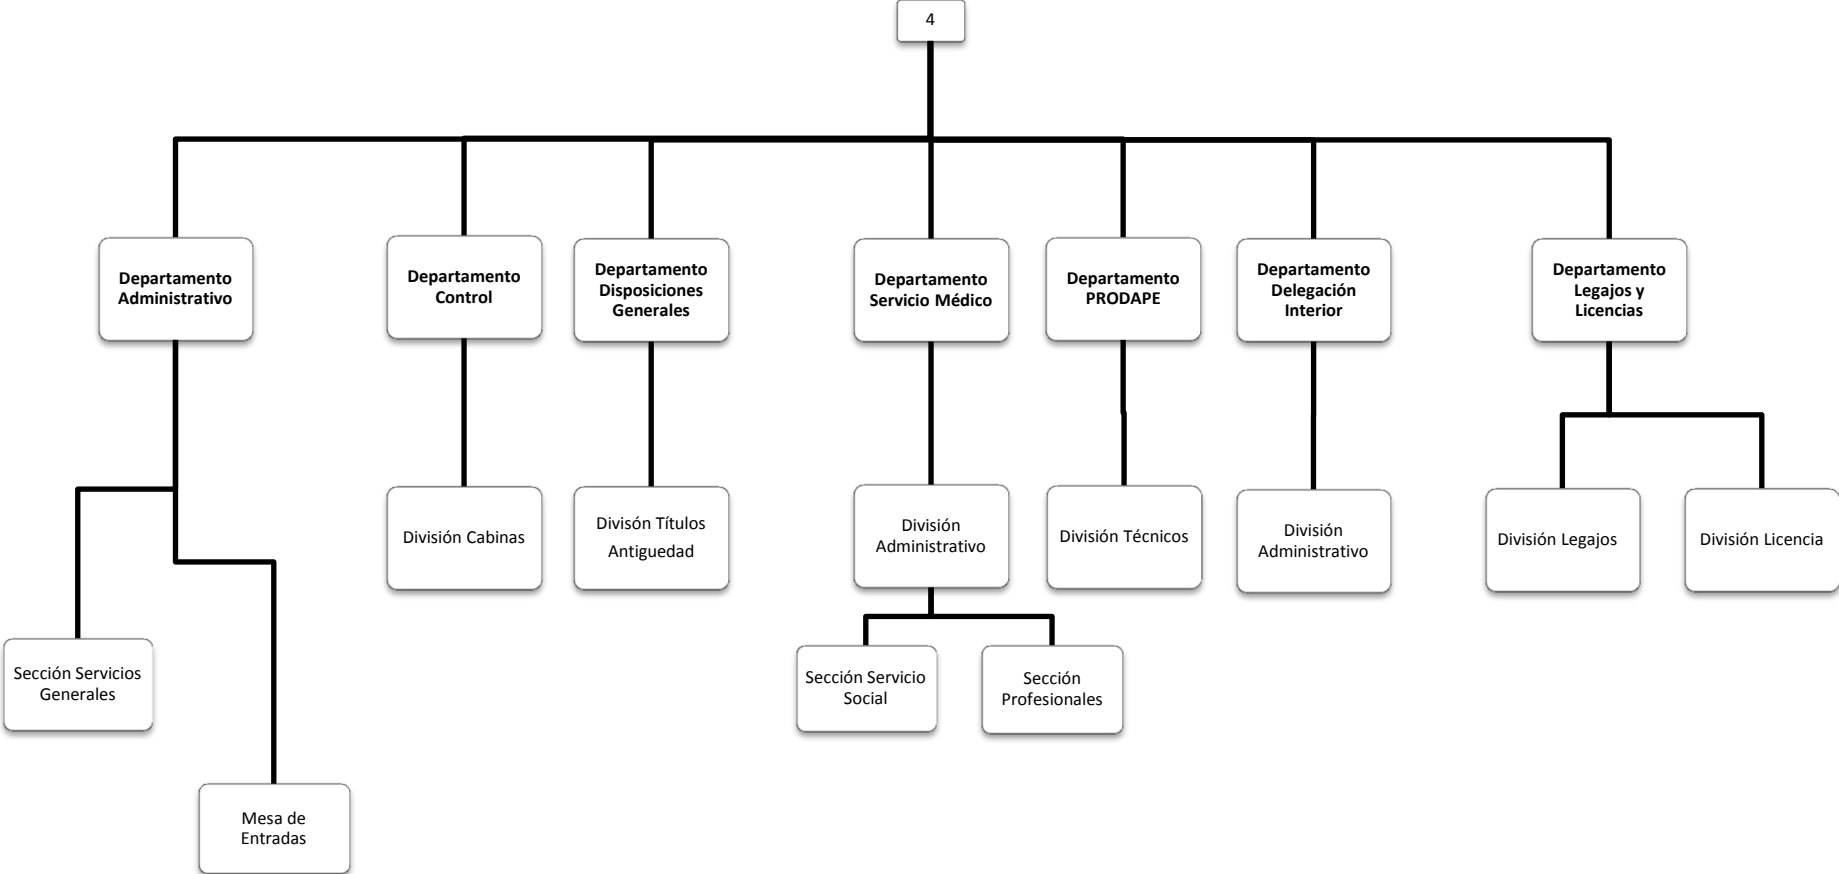 4
Departamento
Administrativo
Departamento
Control
Departamento
Disposiciones
Generales
Departamento
Servicio Médico
Departamento
PRODAPE
Departamento
Delegación
Interior
Departamento
Legajos y
Licencias
División Cabinas
Divisón Títulos
Antiguedad
División
Administrativo
División Técnicos
División
Administrativo
División Legajos
División Licencia
Sección Servicios
Generales
Sección Servicio
Social
Sección
Profesionales
Mesa de
Entradas